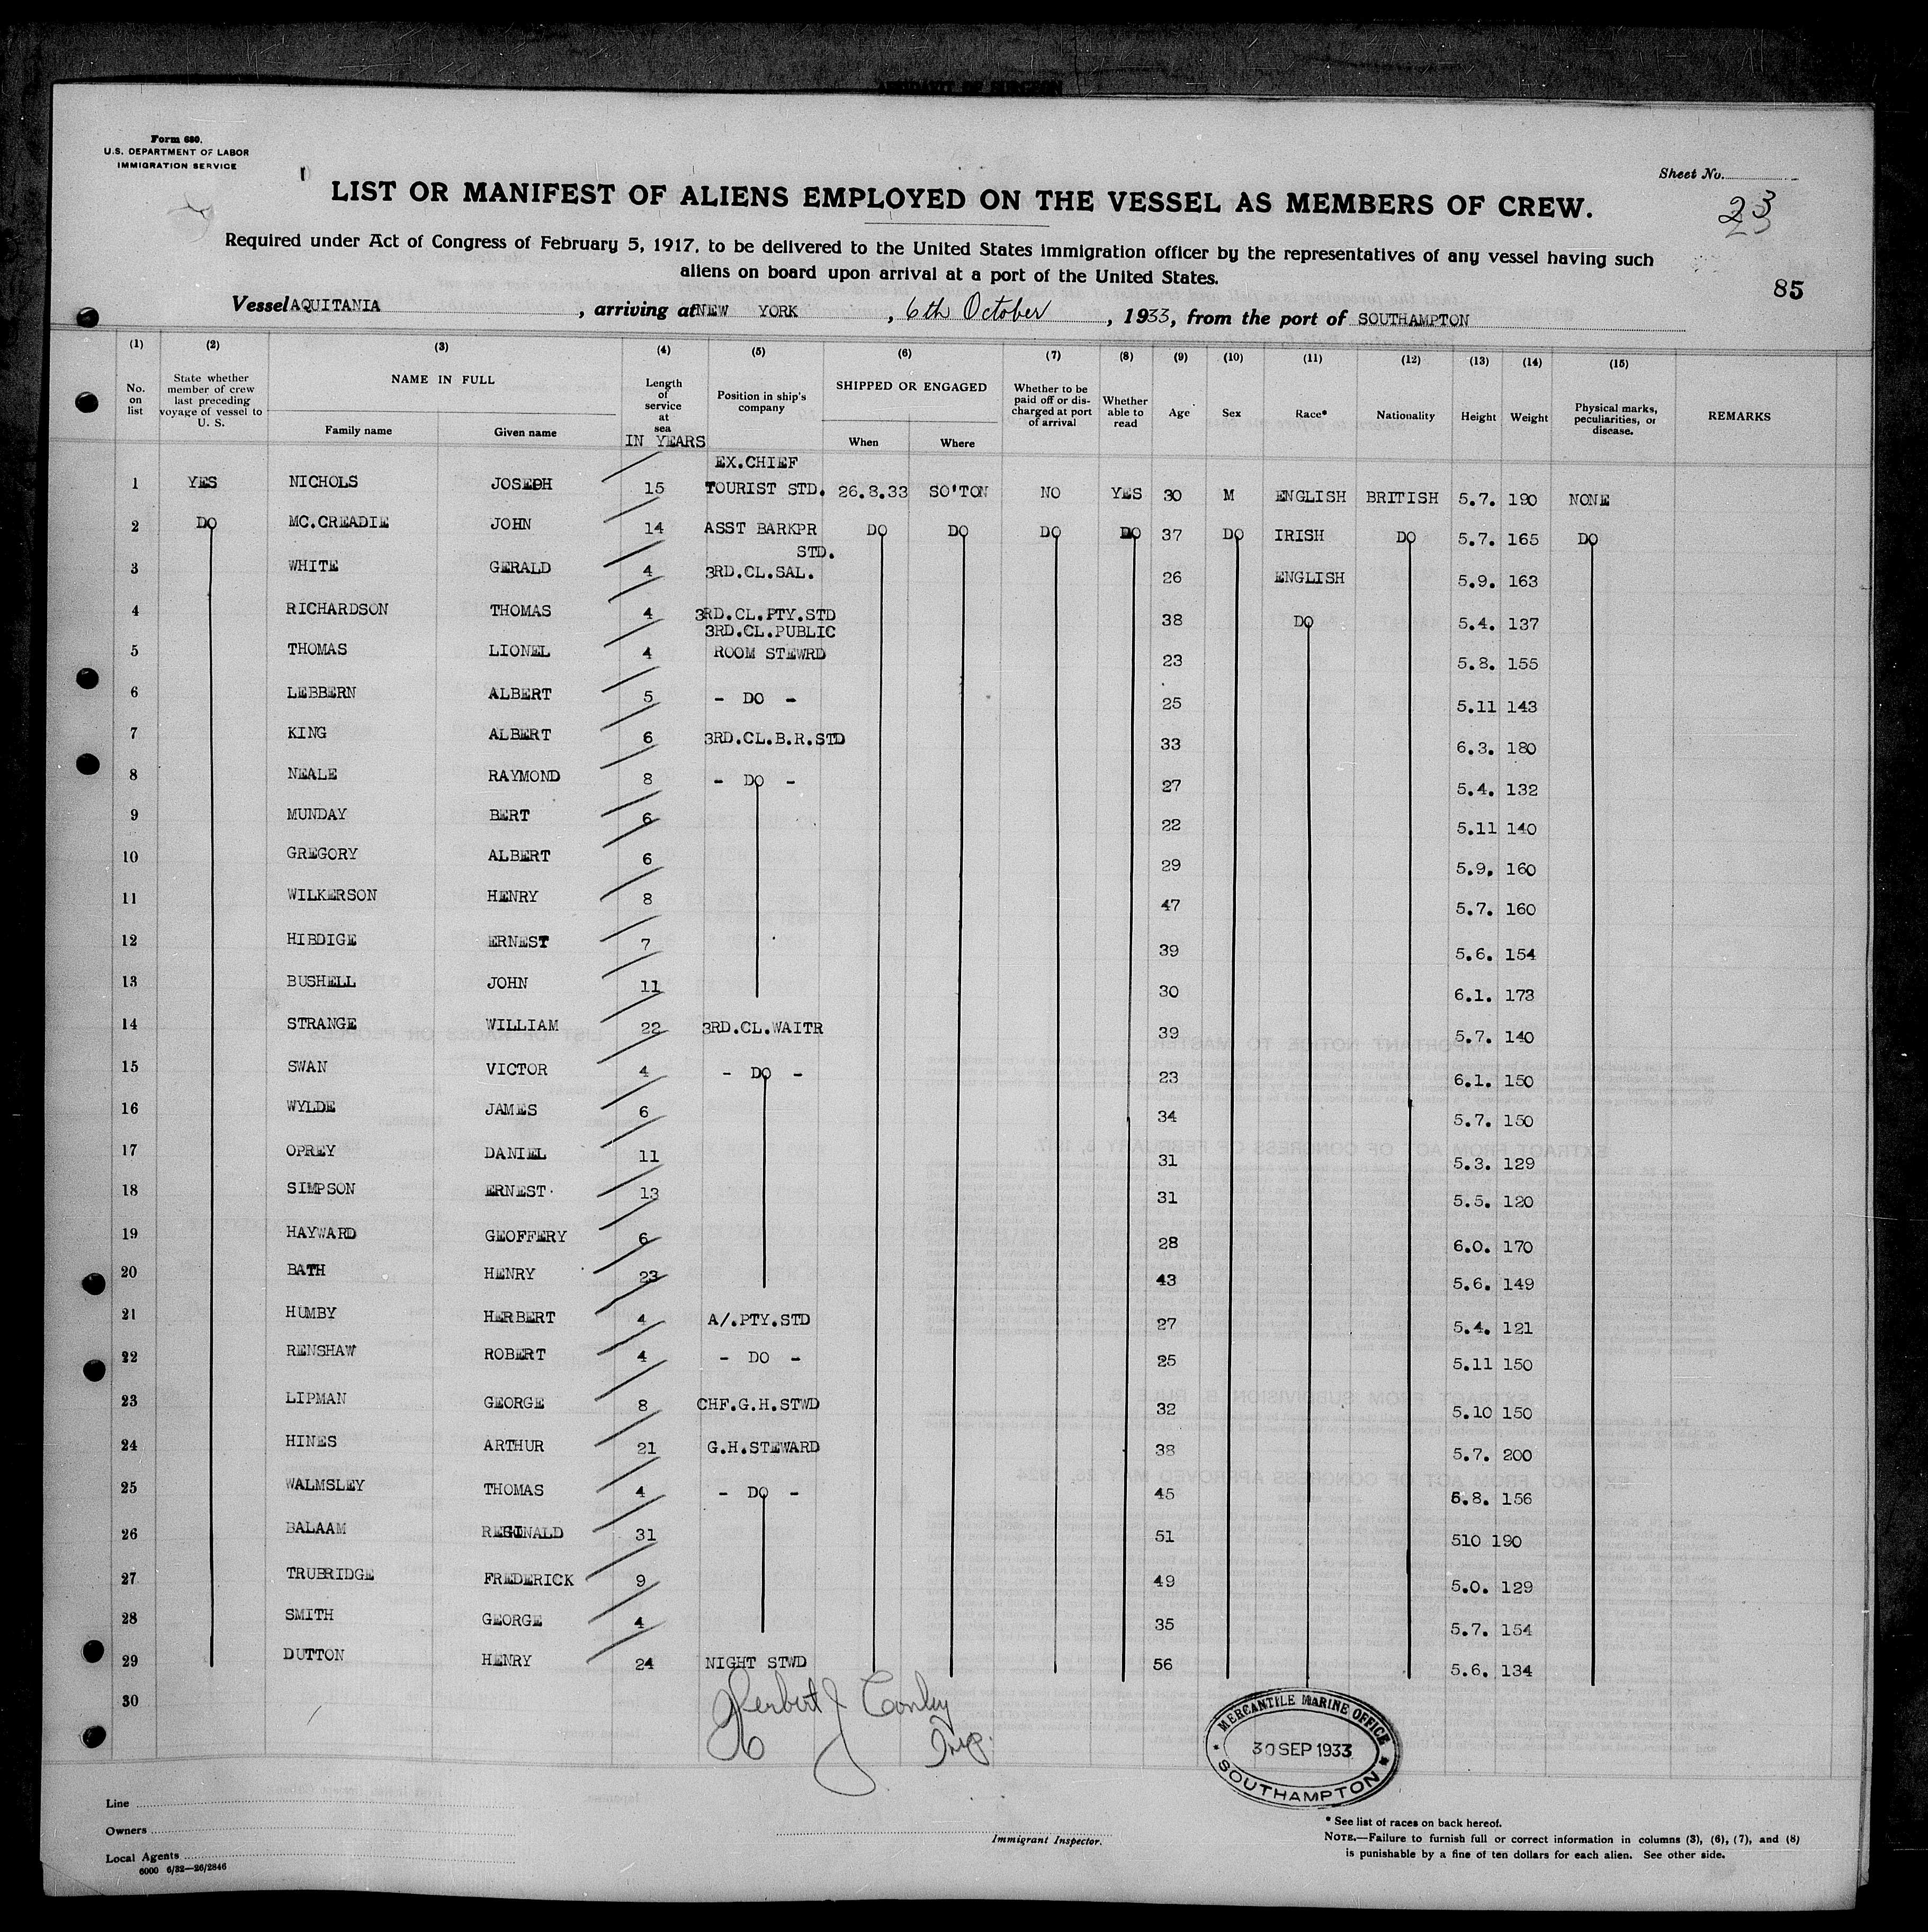 AFFIDAVIT OF SURGEON
Form 680.
U.S. DEPARTMENT OF LABOR
IMMIGRATION SERVICE
Sheet No.
LIST OR MANIFEST OF ALIENS EMPLOYED ON THE VESSEL AS MEMBERS OF CREW.
23
Required under Act of Congress of February 5, 1917, to be delivered to the United States immigration officer by the representatives of any vessel having such
aliens on board upon arrival at a port of the United States.
85
Vessel AQUITANIA, arriving at NEW YORK, 6th October, 1933, from the port of SOUTHAMPTON
(1) (2) (3) (4) (5) (6) (7) (8) (9) (10) (11) (12) (13) (14) (15)
No. on list
State whether member of crew last preceding voyage of vessel to U. S.
NAME IN FULL
Family name
Given name
Length of service at sea
IN YEARS
Position in ship's company
SHIPPED OR ENGAGED
When
Where
Whether to be paid off or dis-charged at port of arrival
Whether able to read
Age
Sex
Race*
Nationality
Height
Weight
Physical marks, peculiarities, or disease.
REMARKS
EX.CHIEF
1 YES NICHOLS JOSEPH 15 TOURIST STD. 26.8.33 SO'TON NO YES 30 M ENGLISH BRITISH 5.7. 190 NONE
2 DO MC.CREADIE JOHN 14 ASST BARKPR DO DO DO DO 37 DO IRISH DO 5.7. 165 DO
STD.
3 WHITE GERALD 4 3RD.CL.SAL. 26 ENGLISH 5.9. 163
4 RICHARDSON THOMAS 4 3RD.CL.PTY.STD 38 DO 5.4. 137
3RD.CL.PUBLIC
5 THOMAS LIONEL 4 ROOM STEWRD 23 5.8. 155
6 LEBBERN ALBERT 5 - DO - 25 5.11 143
7 KING ALBERT 6 3RD.CL.B.R.STD 33 6.3. 180
8 NEALE RAYMOND 8 - DO - 27 5.4. 132
9 MUNDAY BERT 6 22 5.11 140
10 GREGORY ALBERT 6 29 5.9. 160
11 WILKERSON HENRY 8 47 5.7. 160
12 HIBDIGE ERNEST 7 39 5.6. 154
13 BUSHELL JOHN 11 30 6.1. 173
14 STRANGE WILLIAM 22 3RD.CL.WAITR 39 5.7. 140
15 SWAN VICTOR 4 - DO - 23 6.1. 150
16 WYLDE JAMES 6 34 5.7. 150
17 OPREY DANIEL 11 31 5.3. 129
18 SIMPSON ERNEST 13 31 5.5. 120
19 HAYWARD GEOFFERY 6 28 6.0. 170
20 BATH HENRY 23 43 5.6. 149
21 HUMBY HERBERT 4 A/.PTY.STD 27 5.4. 121
22 RENSHAW ROBERT 4 - DO - 25 5.11 150
23 LIPMAN GEORGE 8 CHF.G.H.STWD 32 5.10 150
24 HINES ARTHUR 21 G.H.STEWARD 38 5.7. 200
25 WALMSLEY THOMAS 4 - DO - 45 5.8. 156
26 BALAAM REGINALD 31 51 510 190
27 TRUBRIDGE FREDERICK 9 49 5.0. 129
28 SMITH GEORGE 4 35 5.7. 154
29 DUTTON HENRY 24 NIGHT STWD 56 5.6. 134
30
Herbert J Conley
Insp.
MERCANTILE MARINE OFFICE
30 SEP 1933
SOUTHAMPTON
Line
Owners
Local Agents
6000 6/32—26/2846
Immigrant Inspector.
* See list of races on back hereof.
NOTE.—Failure to furnish full or correct information in columns (3), (6), (7), and (8)
is punishable by a fine of ten dollars for each alien. See other side.